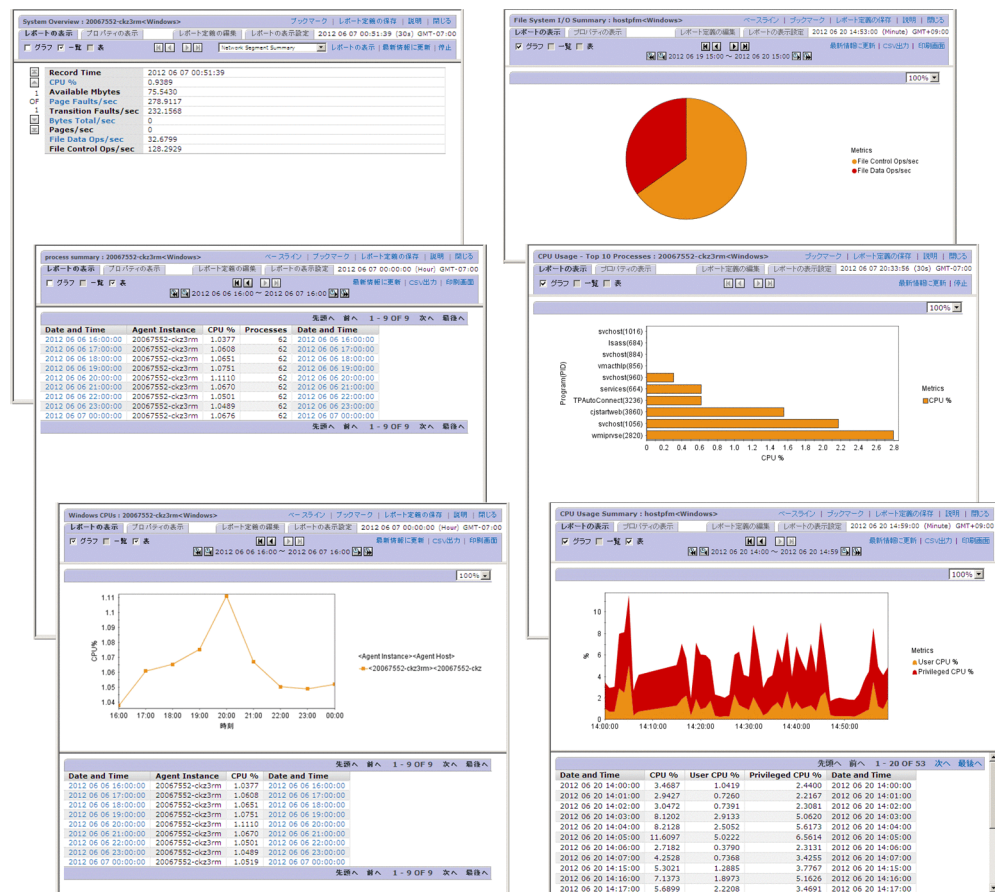 System Overview : 20067552-ckz3rm<Windows>
ブックマーク | レポート定義の保存 | 説明 | 閉じる
レポートの表示 プロパティの表示 レポート定義の編集 レポートの表示設定 2012 06 07 00:51:39 (30s) GMT-07:00
グラフ 一覧 表 Network Segment Summary レポートの表示 | 最新情報に更新 | 停止
1 OF 1
Record Time 2012 06 07 00:51:39
CPU % 0.9389
Available Mbytes 75.5430
Page Faults/sec 278.9117
Transition Faults/sec 232.1568
Bytes Total/sec 0
Pages/sec 0
File Data Ops/sec 32.6799
File Control Ops/sec 128.2929
File System I/O Summary : hostpfm<Windows>
ベースライン | ブックマーク | レポート定義の保存 | 説明 | 閉じる
レポートの表示 プロパティの表示 レポート定義の編集 レポートの表示設定 2012 06 20 14:53:00 (Minute) GMT+09:00
グラフ 一覧 表 最新情報に更新 | CSV出力 | 印刷画面
2012 06 19 15:00 ~ 2012 06 20 15:00
100%
Metrics
File Control Ops/sec
File Data Ops/sec
process summary : 20067552-ckz3rm<Windows>
ベースライン | ブックマーク | レポート定義の保存 | 説明 | 閉じる
レポートの表示 プロパティの表示 レポート定義の編集 レポートの表示設定 2012 06 07 00:00:00 (Hour) GMT-07:00
グラフ 一覧 表 最新情報に更新 | CSV出力 | 印刷画面
2012 06 06 16:00 ~ 2012 06 07 16:00
先頭へ 前へ 1 - 9 OF 9 次へ 最後へ
Date and Time Agent Instance CPU % Processes Date and Time
2012 06 06 16:00:00 20067552-ckz3rm 1.0377 62 2012 06 06 16:00:00
2012 06 06 17:00:00 20067552-ckz3rm 1.0608 62 2012 06 06 17:00:00
2012 06 06 18:00:00 20067552-ckz3rm 1.0651 62 2012 06 06 18:00:00
2012 06 06 19:00:00 20067552-ckz3rm 1.0751 62 2012 06 06 19:00:00
2012 06 06 20:00:00 20067552-ckz3rm 1.1110 62 2012 06 06 20:00:00
2012 06 06 21:00:00 20067552-ckz3rm 1.0670 62 2012 06 06 21:00:00
2012 06 06 22:00:00 20067552-ckz3rm 1.0501 62 2012 06 06 22:00:00
2012 06 06 23:00:00 20067552-ckz3rm 1.0489 62 2012 06 06 23:00:00
2012 06 07 00:00:00 20067552-ckz3rm 1.0676 62 2012 06 07 00:00:00
先頭へ 前へ 1 - 9 OF 9 次へ 最後へ
CPU Usage - Top 10 Processes : 20067552-ckz3rm<Windows>
ブックマーク | レポート定義の保存 | 説明 | 閉じる
レポートの表示 プロパティの表示 レポート定義の編集 レポートの表示設定 2012 06 07 20:33:56 (30s) GMT-07:00
グラフ 一覧 表 最新情報に更新 | 停止
100%
Program(PID)
svchost(1016)
lsass(684)
svchost(884)
vmacthlp(856)
svchost(960)
services(664)
TPAutoConnect(3236)
cjstartweb(3860)
svchost(1056)
wmiprvse(2820)
0 0.2 0.4 0.6 0.8 1.0 1.2 1.4 1.6 1.8 2.0 2.2 2.4 2.6 2.8
CPU %
Metrics
CPU %
Windows CPUs : 20067552-ckz3rm<Windows>
ベースライン | ブックマーク | レポート定義の保存 | 説明 | 閉じる
レポートの表示 プロパティの表示 レポート定義の編集 レポートの表示設定 2012 06 07 00:00:00 (Hour) GMT-07:00
グラフ 一覧 表 最新情報に更新 | CSV出力 | 印刷画面
2012 06 06 16:00 ~ 2012 06 07 16:00
100%
CPU%
1.11
1.1
1.09
1.08
1.07
1.06
1.05
1.04
16:00 17:00 18:00 19:00 20:00 21:00 22:00 23:00 00:00
時刻
<Agent Instance><Agent Host>
<20067552-ckz3rm><20067552-ckz
先頭へ 前へ 1 - 9 OF 9 次へ 最後へ
Date and Time Agent Instance CPU % Date and Time
2012 06 06 16:00:00 20067552-ckz3rm 1.0377 2012 06 06 16:00:00
2012 06 06 17:00:00 20067552-ckz3rm 1.0608 2012 06 06 17:00:00
2012 06 06 18:00:00 20067552-ckz3rm 1.0651 2012 06 06 18:00:00
2012 06 06 19:00:00 20067552-ckz3rm 1.0751 2012 06 06 19:00:00
2012 06 06 20:00:00 20067552-ckz3rm 1.1110 2012 06 06 20:00:00
2012 06 06 21:00:00 20067552-ckz3rm 1.0670 2012 06 06 21:00:00
2012 06 06 22:00:00 20067552-ckz3rm 1.0501 2012 06 06 22:00:00
2012 06 06 23:00:00 20067552-ckz3rm 1.0489 2012 06 06 23:00:00
2012 06 07 00:00:00 20067552-ckz3rm 1.0519 2012 06 07 00:00:00
先頭へ 前へ 1 - 9 OF 9 次へ 最後へ
CPU Usage Summary : hostpfm<Windows>
ベースライン | ブックマーク | レポート定義の保存 | 説明 | 閉じる
レポートの表示 プロパティの表示 レポート定義の編集 レポートの表示設定 2012 06 20 14:59:00 (Minute) GMT+09:00
グラフ 一覧 表 最新情報に更新 | CSV出力 | 印刷画面
2012 06 20 14:00 ~ 2012 06 20 14:59
100%
%
10
8
6
4
2
0
14:00:00 14:10:00 14:20:00 14:30:00 14:40:00 14:50:00
Metrics
User CPU %
Privileged CPU %
先頭へ 前へ 1 - 20 OF 53 次へ 最後へ
Date and Time CPU % User CPU % Privileged CPU % Date and Time
2012 06 20 14:00:00 3.4687 1.0419 2.4400 2012 06 20 14:00:00
2012 06 20 14:01:00 2.9427 0.7260 2.2167 2012 06 20 14:01:00
2012 06 20 14:02:00 3.0472 0.7391 2.3081 2012 06 20 14:02:00
2012 06 20 14:03:00 8.1202 2.9133 5.0620 2012 06 20 14:03:00
2012 06 20 14:04:00 8.2128 2.5052 5.6173 2012 06 20 14:04:00
2012 06 20 14:05:00 11.6097 5.0222 6.5614 2012 06 20 14:05:00
2012 06 20 14:06:00 2.7182 0.3790 2.3131 2012 06 20 14:06:00
2012 06 20 14:07:00 4.2528 0.7368 3.4255 2012 06 20 14:07:00
2012 06 20 14:15:00 5.3021 1.2885 3.7767 2012 06 20 14:15:00
2012 06 20 14:16:00 7.1373 1.8973 5.1626 2012 06 20 14:16:00
2012 06 20 14:17:00 5.6899 2.2208 3.4691 2012 06 20 14:17:00